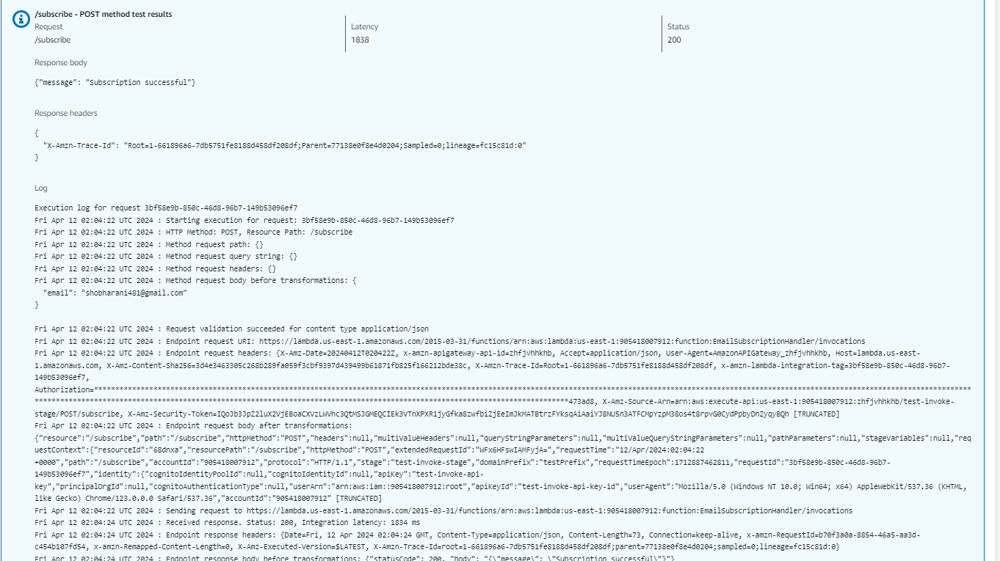 /subscribe - POST method test results
Request
/subscribe
Latency
1838
Status
200
Response body
{"message": "Subscription successful"}
Response headers
{
"X-Amzn-Trace-Id": "Root=1-661896a6-7db5751fe8188d458df208df;Parent=77138e0f8e4d0204;Sampled=0;lineage=fc15c81d:0"
}
Log
Execution log for request 3bf58e9b-850c-46d8-96b7-149b53096ef7
Fri Apr 12 02:04:22 UTC 2024 : Starting execution for request: 3bf58e9b-850c-46d8-96b7-149b53096ef7
Fri Apr 12 02:04:22 UTC 2024 : HTTP Method: POST, Resource Path: /subscribe
Fri Apr 12 02:04:22 UTC 2024 : Method request path: {}
Fri Apr 12 02:04:22 UTC 2024 : Method request query string: {}
Fri Apr 12 02:04:22 UTC 2024 : Method request headers: {}
Fri Apr 12 02:04:22 UTC 2024 : Method request body before transformations: {
"email": "shobharani481@gmail.com"
}
Fri Apr 12 02:04:22 UTC 2024 : Request validation succeeded for content type application/json
Fri Apr 12 02:04:22 UTC 2024 : Endpoint request URI: https://lambda.us-east-1.amazonaws.com/2015-03-31/functions/arn:aws:lambda:us-east-1:905418007912:function:EmailSubscriptionHandler/invocations
Fri Apr 12 02:04:22 UTC 2024 : Endpoint request headers: {X-Amz-Date=20240412T020422Z, x-amzn-apigateway-api-id=zhfjvhhkhb, Accept=application/json, User-Agent=AmazonAPIGateway_zhfjvhhkhb, Host=lambda.us-east-
1.amazonaws.com, X-Amz-Content-Sha256=3d4e3463305c268b289fa059f3cbf9397d439499b61871fb825f166212bde38c, X-Amzn-Trace-Id=Root=1-661896a6-7db5751fe8188d458df208df, x-amzn-lambda-integration-tag=3bf58e9b-850c-46d8-96b7-
149b53096ef7,
Authorization=***************************************************************************************************************************************************************************************************************
******************************************************************************************************************************473ad8, X-Amz-Source-Arn=arn:aws:execute-api:us-east-1:905418007912:zhfjvhhkhb/test-invoke-
stage/POST/subscribe, X-Amz-Security-Token=IQoJb3JpZ2luX2VjEBoaCXVzLWVhc3QtMSJGMEQCIEk3VTnXPXR1jyGfka8zwfbiZjEeImJkMATBtrzFYksqAiAaiYJ8NU5n3ATFCMpYzpM38os4t8rpvG0CydPpbyDnZyqyBQh [TRUNCATED]
Fri Apr 12 02:04:22 UTC 2024 : Endpoint request body after transformations:
{"resource":"/subscribe","path":"/subscribe","httpMethod":"POST","headers":null,"multiValueHeaders":null,"queryStringParameters":null,"multiValueQueryStringParameters":null,"pathParameters":null,"stageVariables":null,"req
uestContext":{"resourceId":"68dnxa","resourcePath":"/subscribe","httpMethod":"POST","extendedRequestId":"WFx6HFswIAMFyjA=","requestTime":"12/Apr/2024:02:04:22
+0000","path":"/subscribe","accountId":"905418007912","protocol":"HTTP/1.1","stage":"test-invoke-stage","domainPrefix":"testPrefix","requestTimeEpoch":1712887462811,"requestId":"3bf58e9b-850c-46d8-96b7-
149b53096ef7","identity":{"cognitoIdentityPoolId":null,"cognitoIdentityId":null,"apiKey":"test-invoke-api-
key","principalOrgId":null,"cognitoAuthenticationType":null,"userArn":"arn:aws:iam::905418007912:root","apiKeyId":"test-invoke-api-key-id","userAgent":"Mozilla/5.0 (Windows NT 10.0; Win64; x64) AppleWebKit/537.36 (KHTML,
like Gecko) Chrome/123.0.0.0 Safari/537.36","accountId":"905418007912" [TRUNCATED]
Fri Apr 12 02:04:22 UTC 2024 : Sending request to https://lambda.us-east-1.amazonaws.com/2015-03-31/functions/arn:aws:lambda:us-east-1:905418007912:function:EmailSubscriptionHandler/invocations
Fri Apr 12 02:04:24 UTC 2024 : Received response. Status: 200, Integration latency: 1834 ms
Fri Apr 12 02:04:24 UTC 2024 : Endpoint response headers: {Date=Fri, 12 Apr 2024 02:04:24 GMT, Content-Type=application/json, Content-Length=73, Connection=keep-alive, x-amzn-RequestId=b70f3a0a-8854-46a5-aa3d-
c454b107fd54, x-amzn-Remapped-Content-Length=0, X-Amz-Executed-Version=$LATEST, X-Amzn-Trace-Id=root=1-661896a6-7db5751fe8188d458df208df;parent=77138e0f8e4d0204;sampled=0;lineage=fc15c81d:0}
Fri Apr 12 02:04:24 UTC 2024 : Endpoint response body before transformations: {"statusCode": 200, "body": "{\"message\": \"Subscription successful\"}"}